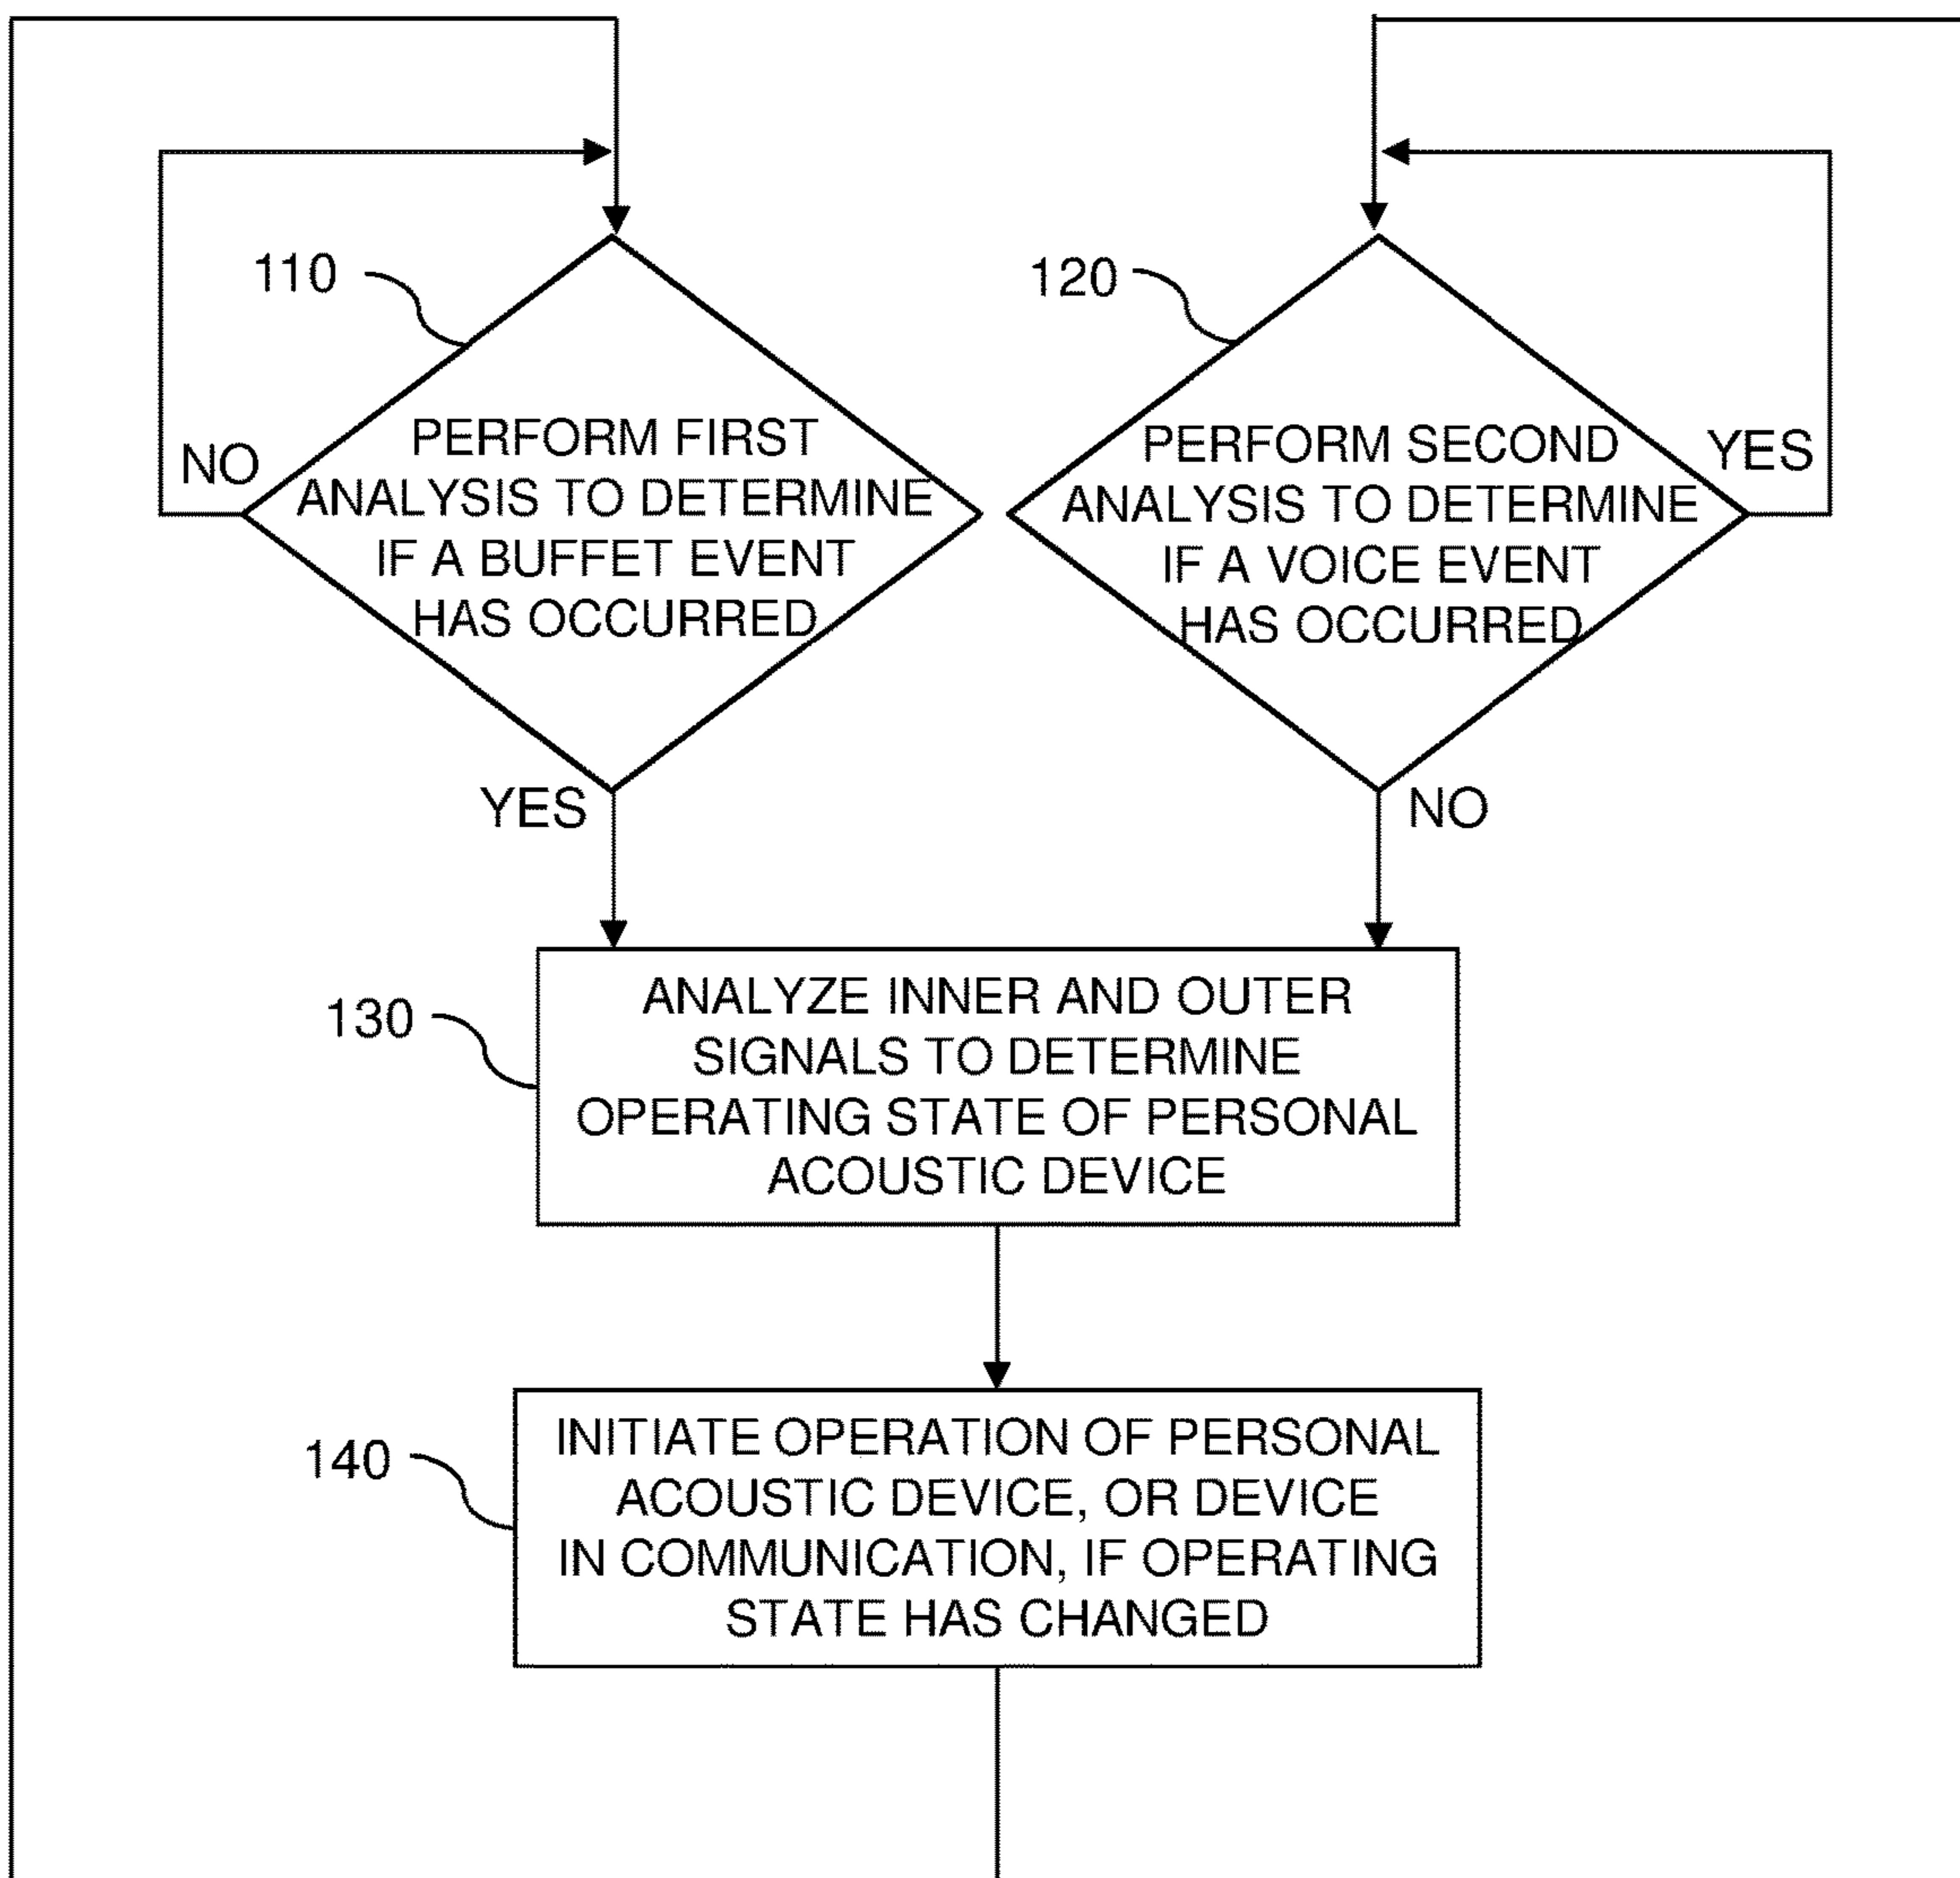 110
PERFORM FIRST
ANALYSIS TO DETERMINE
IF A BUFFET EVENT
HAS OCCURRED
NO
YES
120
PERFORM SECOND
ANALYSIS TO DETERMINE
IF A VOICE EVENT
HAS OCCURRED
YES
NO
130
ANALYZE INNER AND OUTER
SIGNALS TO DETERMINE
OPERATING STATE OF PERSONAL
ACOUSTIC DEVICE
140
INITIATE OPERATION OF PERSONAL
ACOUSTIC DEVICE, OR DEVICE
IN COMMUNICATION, IF OPERATING
STATE HAS CHANGED